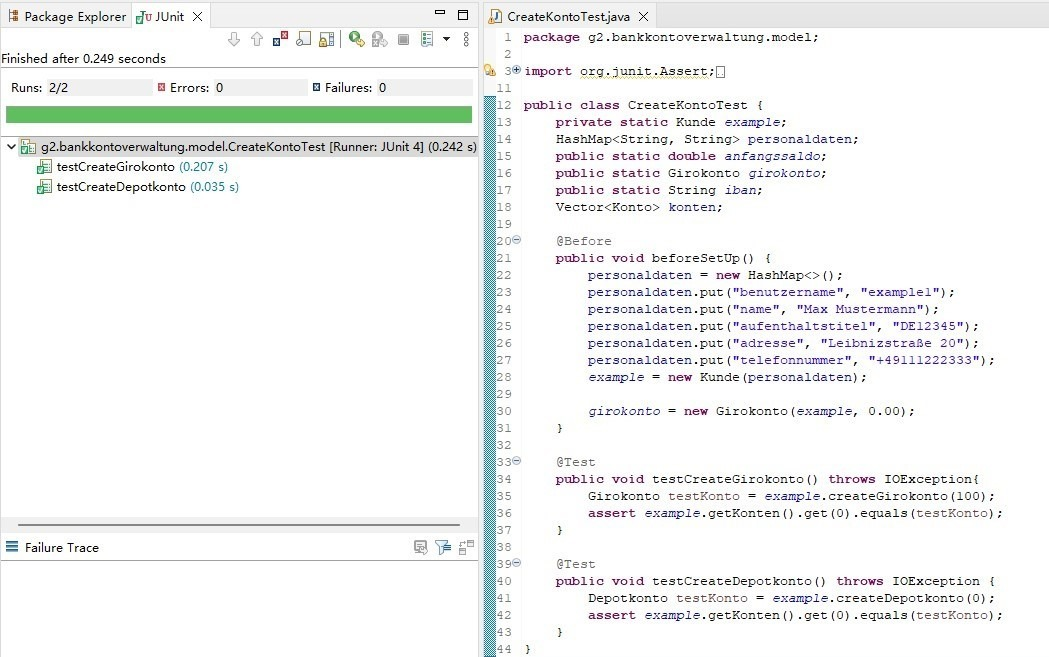 Package Explorer
JUnit
Finished after 0.249 seconds
Runs: 2/2
Errors: 0
Failures: 0
g2.bankkontoverwaltung.model.CreateKontoTest [Runner: JUnit 4] (0.242 s)
testCreateGirokonto (0.207 s)
testCreateDepotkonto (0.035 s)
Failure Trace
CreateKontoTest.java
1 package g2.bankkontoverwaltung.model;
2
3 import org.junit.Assert;
11
12 public class CreateKontoTest {
13 private static Kunde example;
14 HashMap<String, String> personaldaten;
15 public static double anfangssaldo;
16 public static Girokonto girokonto;
17 public static String iban;
18 Vector<Konto> konten;
19
20 @Before
21 public void beforeSetUp() {
22 personaldaten = new HashMap<>();
23 personaldaten.put("benutzername", "example1");
24 personaldaten.put("name", "Max Mustermann");
25 personaldaten.put("aufenthaltstitel", "DE12345");
26 personaldaten.put("adresse", "Leibnizstraße 20");
27 personaldaten.put("telefonnummer", "+49111222333");
28 example = new Kunde(personaldaten);
29
30 girokonto = new Girokonto(example, 0.00);
31 }
32
33 @Test
34 public void testCreateGirokonto() throws IOException{
35 Girokonto testKonto = example.createGirokonto(100);
36 assert example.getKonten().get(0).equals(testKonto);
37 }
38
39 @Test
40 public void testCreateDepotkonto() throws IOException {
41 Depotkonto testKonto = example.createDepotkonto(0);
42 assert example.getKonten().get(0).equals(testKonto);
43 }
44 }